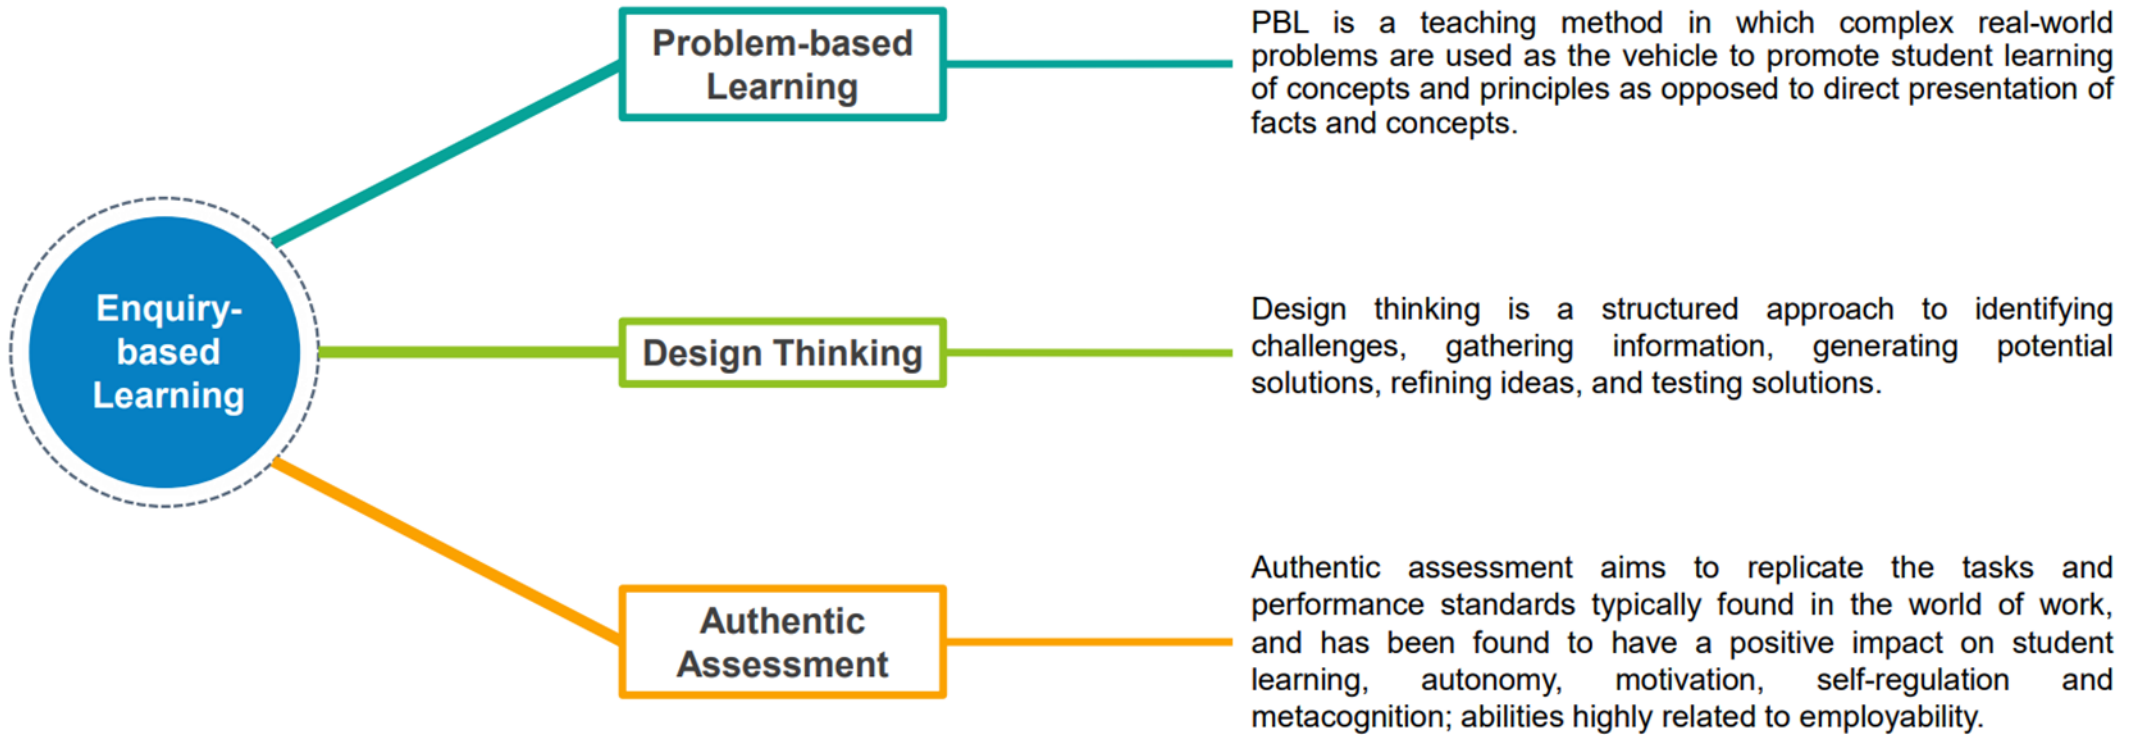 Problem-based
Learning
PBL is a teaching method in which complex real-world
problems are used as the vehicle to promote student learning
of concepts and principles as opposed to direct presentation of
facts and concepts.
Enquiry-
based
Learning
Design Thinking
Design thinking is a structured approach to identifying
challenges, gathering information, generating potential
solutions, refining ideas, and testing solutions.
Authentic
Assessment
Authentic assessment aims to replicate the tasks and
performance standards typically found in the world of work,
and has been found to have a positive impact on student
learning, autonomy, motivation, self-regulation and
metacognition; abilities highly related to employability.